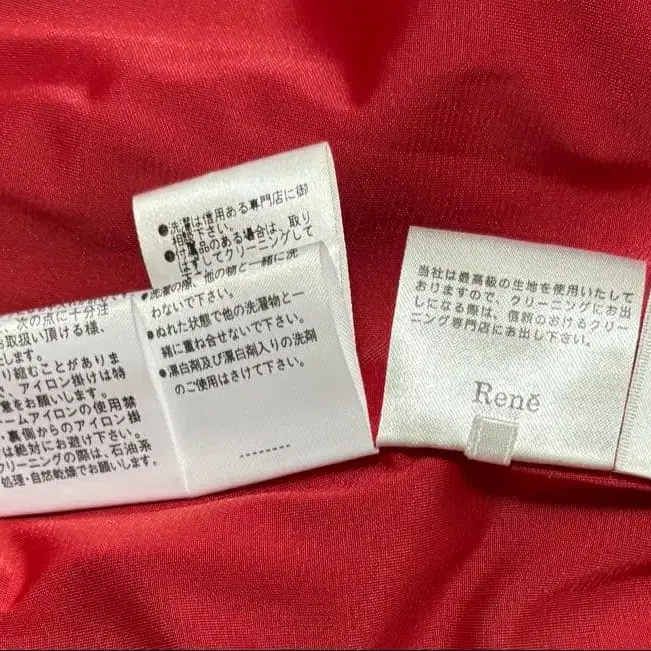 ●洗濯は信用ある専門店に御
相談下さい。
●付属品のある場合は、取り
はずしてクリーニングして
●洗濯の際、他の物と一緒に洗
わないで下さい。
●ぬれた状態で他の洗濯物と一
緒に重ね合せないで下さい。
●漂白剤及び漂白剤入りの洗剤
のご使用はさけて下さい。
次の点に十分注
お取扱い頂ける様、
します。
り縮むことがありま
で、アイロン掛けは特
意をお願いします。
ームアイロンの使用禁
・裏側からのアイロン掛
は絶対にお避け下さい。
クリーニングの際は、石油系
処理・自然乾燥でお願いします。
当社は最高級の生地を使用いたして
おりますので、クリーニングにお出
しになる際は、信頼のおけるクリー
ニング専門店にお出し下さい。
René